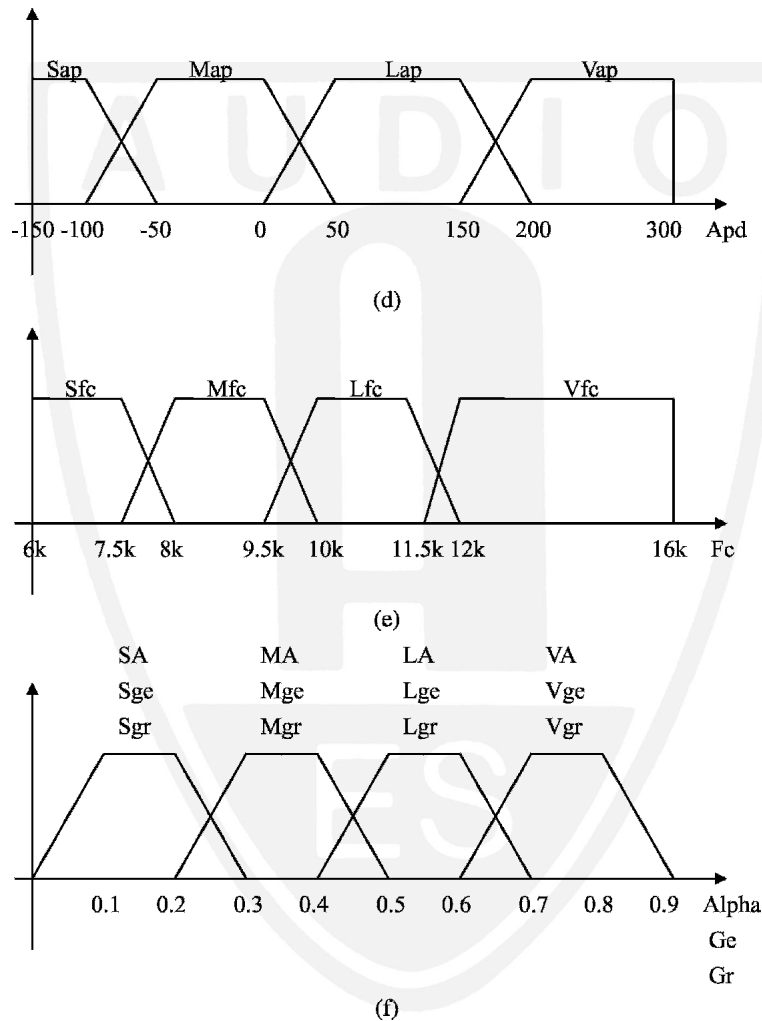 Sap Map Lap Vap
-150 -100 -50 0 50 150 200 300 Apd
(d)
Sfc Mfc Lfc Vfc
6k 7.5k 8k 9.5k 10k 11.5k 12k 16k Fc
(e)
SA MA LA VA
Sge Mge Lge Vge
Sgr Mgr Lgr Vgr
0.1 0.2 0.3 0.4 0.5 0.6 0.7 0.8 0.9 Alpha
Ge
Gr
(f)
AUDIO
ES